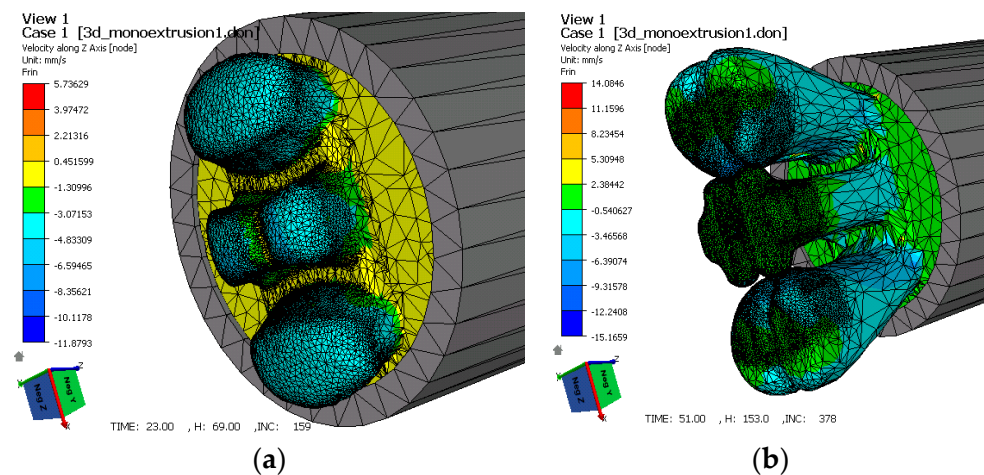 View 1
Case 1 [3d_monoextrusion1.don]
Velocity along Z Axis [node]
Unit: mm/s
Frin
5.73629
3.97472
2.21316
0.451599
-1.30996
-3.07153
-4.83309
-6.59465
-8.35621
-10.1178
-11.8793
Y
Z
Neg Z
Neg Y
X
TIME: 23.00 ,H: 69.00 ,INC: 159
(a)
View 1
Case 1 [3d_monoextrusion1.don]
Velocity along Z Axis [node]
Unit: mm/s
Frin
14.0846
11.1596
8.23454
5.30948
2.38442
-0.540627
-3.46568
-6.39074
-9.31578
-12.2408
-15.1659
Y
Z
Neg Z
Neg Y
X
TIME: 51.00 ,H: 153.0 ,INC: 378
(b)